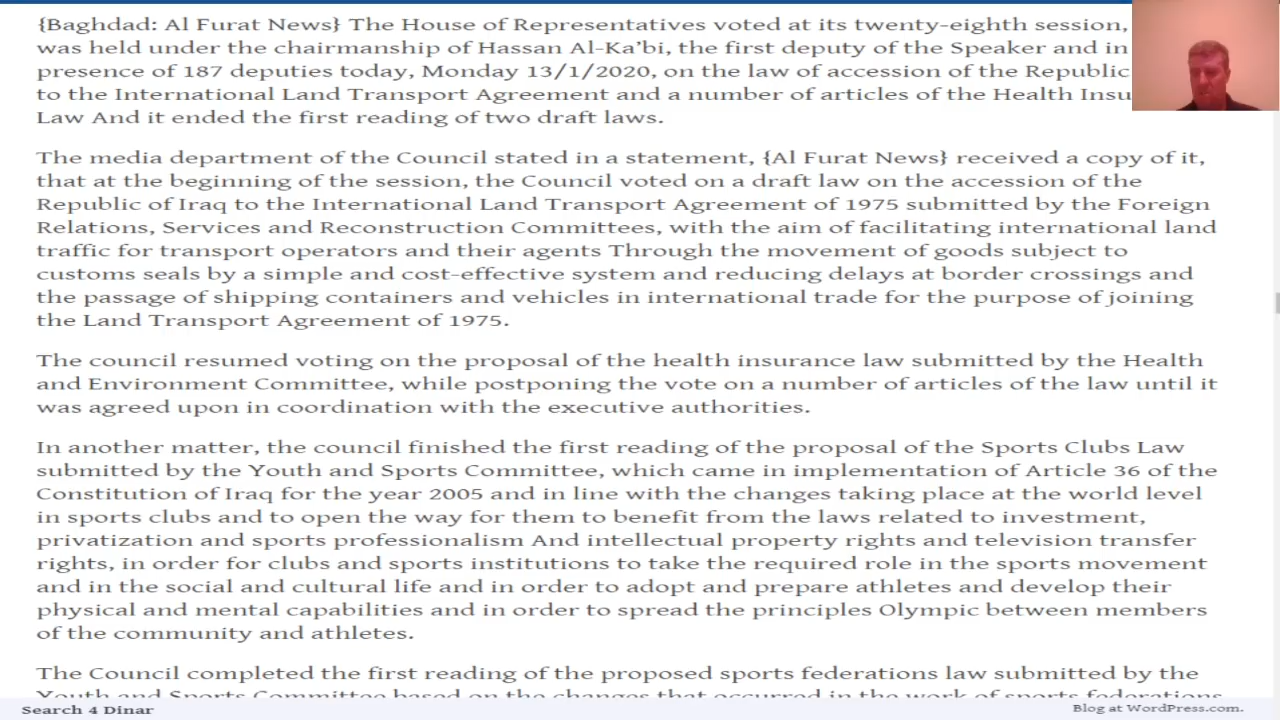 {Baghdad: Al Furat News} The House of Representatives voted at its twenty-eighth session,
was held under the chairmanship of Hassan Al-Ka’bi, the first deputy of the Speaker and in
presence of 187 deputies today, Monday 13/1/2020, on the law of accession of the Republic
to the International Land Transport Agreement and a number of articles of the Health Insu
Law And it ended the first reading of two draft laws.
The media department of the Council stated in a statement, {Al Furat News} received a copy of it,
that at the beginning of the session, the Council voted on a draft law on the accession of the
Republic of Iraq to the International Land Transport Agreement of 1975 submitted by the Foreign
Relations, Services and Reconstruction Committees, with the aim of facilitating international land
traffic for transport operators and their agents Through the movement of goods subject to
customs seals by a simple and cost-effective system and reducing delays at border crossings and
the passage of shipping containers and vehicles in international trade for the purpose of joining
the Land Transport Agreement of 1975.
The council resumed voting on the proposal of the health insurance law submitted by the Health
and Environment Committee, while postponing the vote on a number of articles of the law until it
was agreed upon in coordination with the executive authorities.
In another matter, the council finished the first reading of the proposal of the Sports Clubs Law
submitted by the Youth and Sports Committee, which came in implementation of Article 36 of the
Constitution of Iraq for the year 2005 and in line with the changes taking place at the world level
in sports clubs and to open the way for them to benefit from the laws related to investment,
privatization and sports professionalism And intellectual property rights and television transfer
rights, in order for clubs and sports institutions to take the required role in the sports movement
and in the social and cultural life and in order to adopt and prepare athletes and develop their
physical and mental capabilities and in order to spread the principles Olympic between members
of the community and athletes.
The Council completed the first reading of the proposed sports federations law submitted by the
Youth and Sports Committee based on the changes that occurred in the work of sports federations
Search 4 Dinar
Blog at WordPress.com.